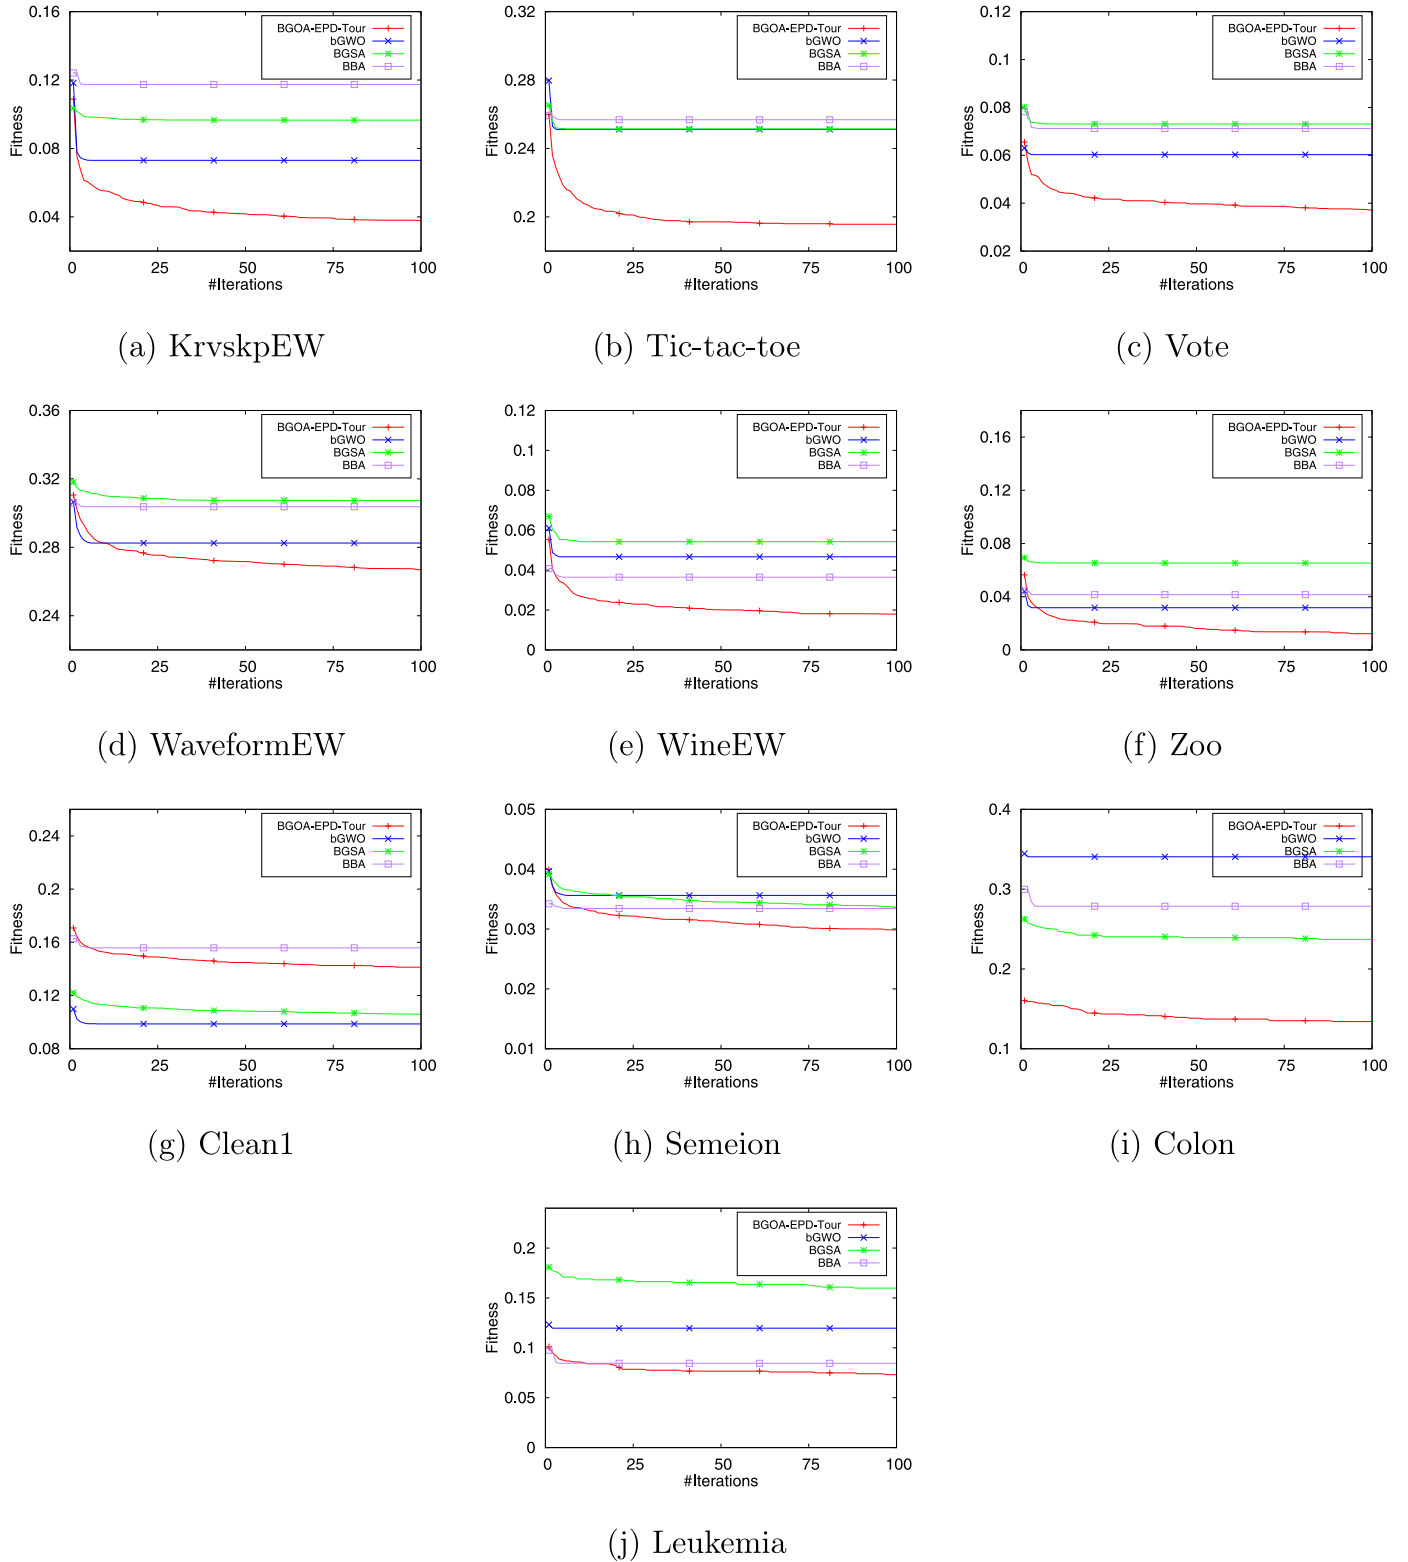 0.16
0.12
0.08
0.04
Fitness
BGOA-EPD-Tour
bGWO
BGSA
BBA
0 25 50 75 100
#Iterations
(a) KrvskpEW
0.32
0.28
0.24
0.2
Fitness
BGOA-EPD-Tour
bGWO
BGSA
BBA
0 25 50 75 100
#Iterations
(b) Tic-tac-toe
0.12
0.1
0.08
0.06
0.04
0.02
Fitness
BGOA-EPD-Tour
bGWO
BGSA
BBA
0 25 50 75 100
#Iterations
(c) Vote
0.36
0.32
0.28
0.24
Fitness
BGOA-EPD-Tour
bGWO
BGSA
BBA
0 25 50 75 100
#Iterations
(d) WaveformEW
0.12
0.1
0.08
0.06
0.04
0.02
0
Fitness
BGOA-EPD-Tour
bGWO
BGSA
BBA
0 25 50 75 100
#Iterations
(e) WineEW
0.16
0.12
0.08
0.04
0
Fitness
BGOA-EPD-Tour
bGWO
BGSA
BBA
0 25 50 75 100
#Iterations
(f) Zoo
0.24
0.2
0.16
0.12
0.08
Fitness
BGOA-EPD-Tour
bGWO
BGSA
BBA
0 25 50 75 100
#Iterations
(g) Clean1
0.05
0.04
0.03
0.02
0.01
Fitness
BGOA-EPD-Tour
bGWO
BGSA
BBA
0 25 50 75 100
#Iterations
(h) Semeion
0.4
0.3
0.2
0.1
Fitness
BGOA-EPD-Tour
bGWO
BGSA
BBA
0 25 50 75 100
#Iterations
(i) Colon
0.2
0.15
0.1
0.05
0
Fitness
BGOA-EPD-Tour
bGWO
BGSA
BBA
0 25 50 75 100
#Iterations
(j) Leukemia